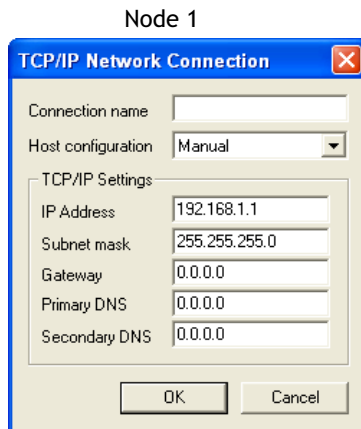 Node 1
TCP/IP Network Connection
Connection name
Host configuration Manual
TCP/IP Settings
IP Address 192.168.1.1
Subnet mask 255.255.255.0
Gateway 0.0.0.0
Primary DNS 0.0.0.0
Secondary DNS 0.0.0.0
OK Cancel